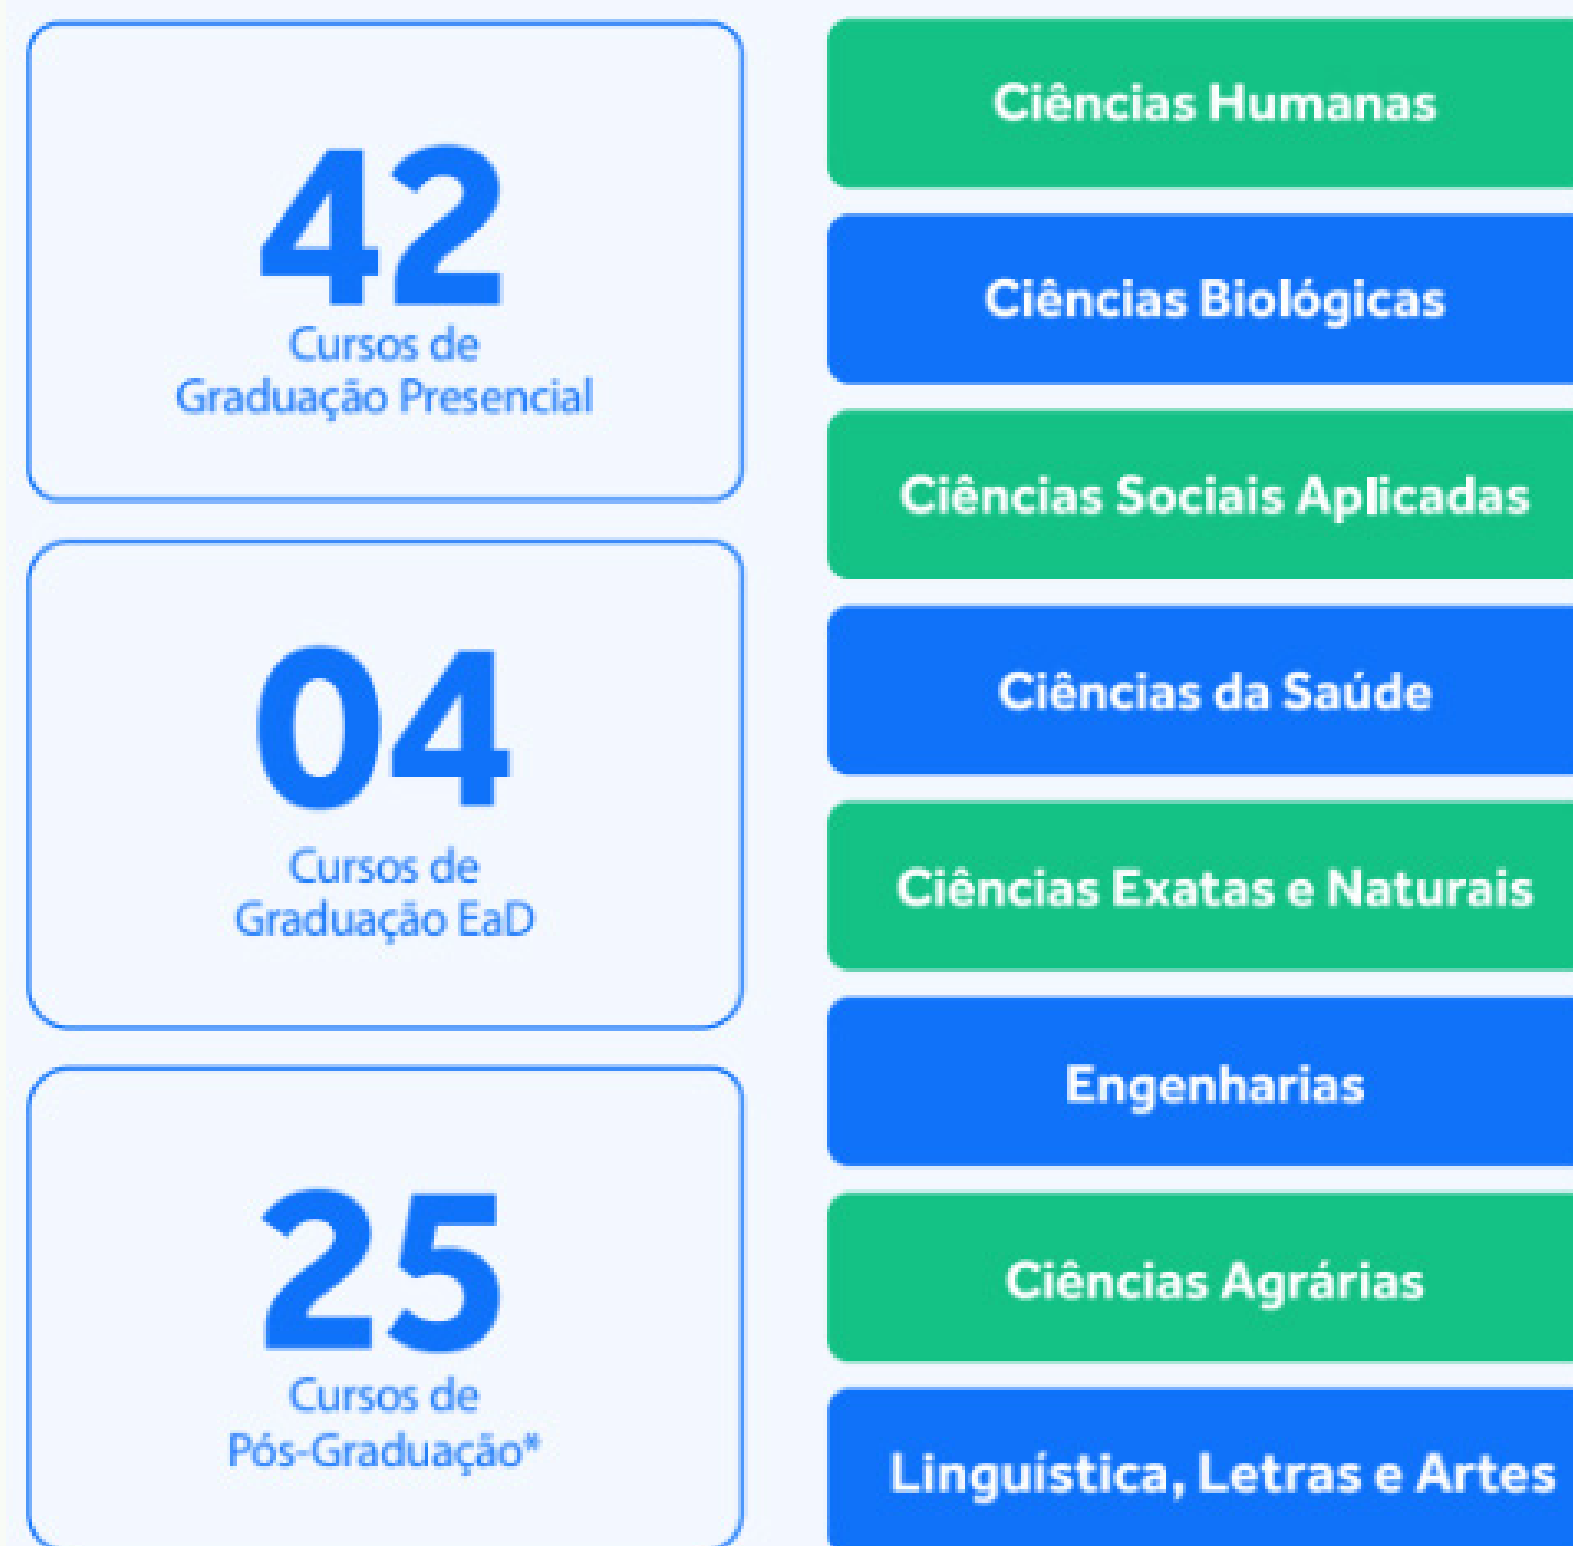 42
Cursos de
Graduação Presencial
04
Cursos de
Graduação EaD
25
Cursos de
Pós-Graduação*
Ciências Humanas
Ciências Biológicas
Ciências Sociais Aplicadas
Ciências da Saúde
Ciências Exatas e Naturais
Engenharias
Ciências Agrárias
Linguística, Letras e Artes